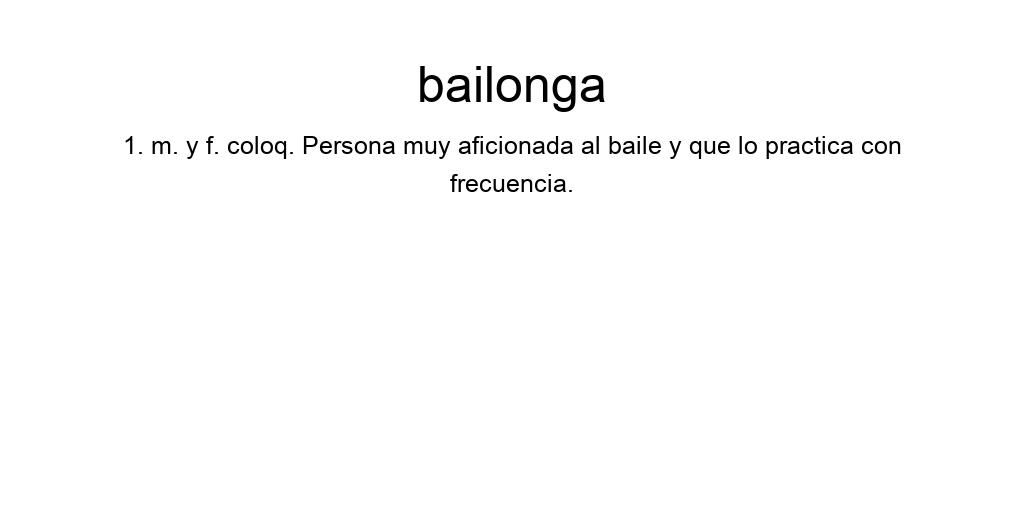 bailonga
1. m. y f. coloq. Persona muy aficionada al baile y que lo practica con
frecuencia.